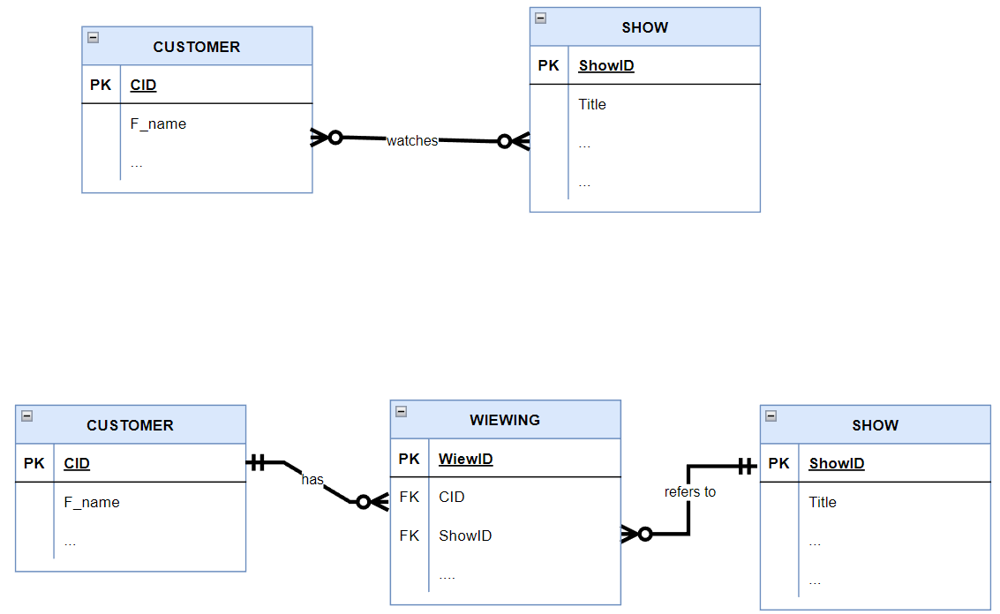 CUSTOMER
PK CID
F_name
...
watches
SHOW
PK ShowID
Title
...
...
CUSTOMER
PK CID
F_name
...
has
WIEWING
PK WiewID
FK CID
FK ShowID
....
refers to
SHOW
PK ShowID
Title
...
...